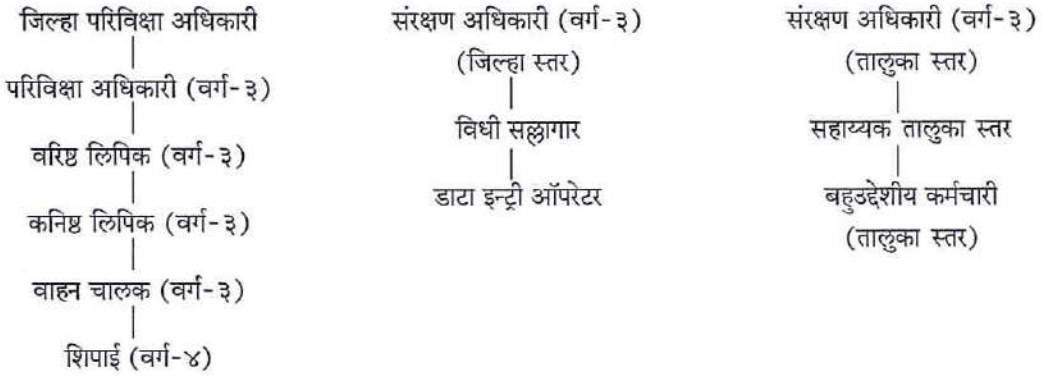 जिल्हा परिविक्षा अधिकारी
परिविक्षा अधिकारी (वर्ग-३)
वरिष्ठ लिपिक (वर्ग-३)
कनिष्ठ लिपिक (वर्ग-३)
वाहन चालक (वर्ग-३)
शिपाई (वर्ग-४)
संरक्षण अधिकारी (वर्ग-३)
(जिल्हा स्तर)
विधी सल्लागार
डाटा इन्ट्री ऑपरेटर
संरक्षण अधिकारी (वर्ग-३)
(तालुका स्तर)
सहाय्यक तालुका स्तर
बहुउद्देशीय कर्मचारी
(तालुका स्तर)